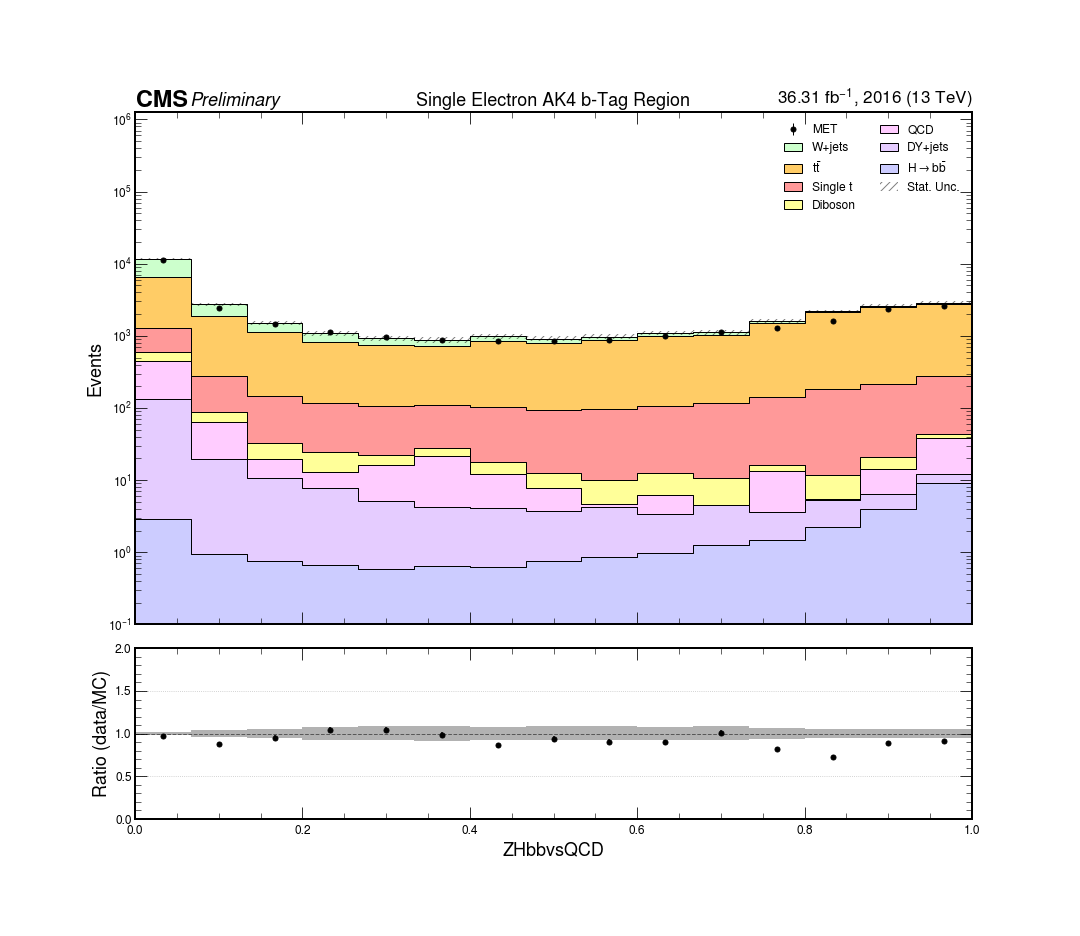 CMS Preliminary Single Electron AK4 b-Tag Region 36.31 fb⁻¹, 2016 (13 TeV)
MET
W+jets
tt̄
Single t
Diboson
QCD
DY+jets
H→bb̄
Stat. Unc.
10⁶
10⁵
10⁴
10³
10²
10¹
10⁰
10⁻¹
Events
2.0
1.5
1.0
0.5
0.0
Ratio (data/MC)
0.0 0.2 0.4 0.6 0.8 1.0
ZHbbvsQCD